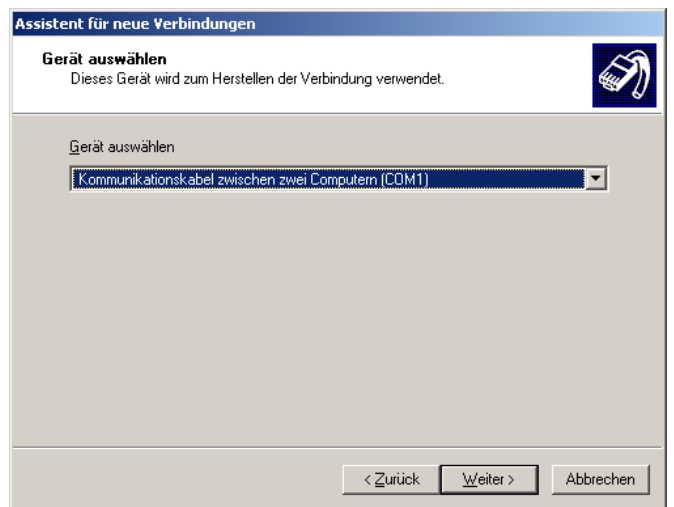 Assistent für neue Verbindungen
Gerät auswählen
Dieses Gerät wird zum Herstellen der Verbindung verwendet.
Gerät auswählen
Kommunikationskabel zwischen zwei Computern (COM1)
< Zurück Weiter > Abbrechen